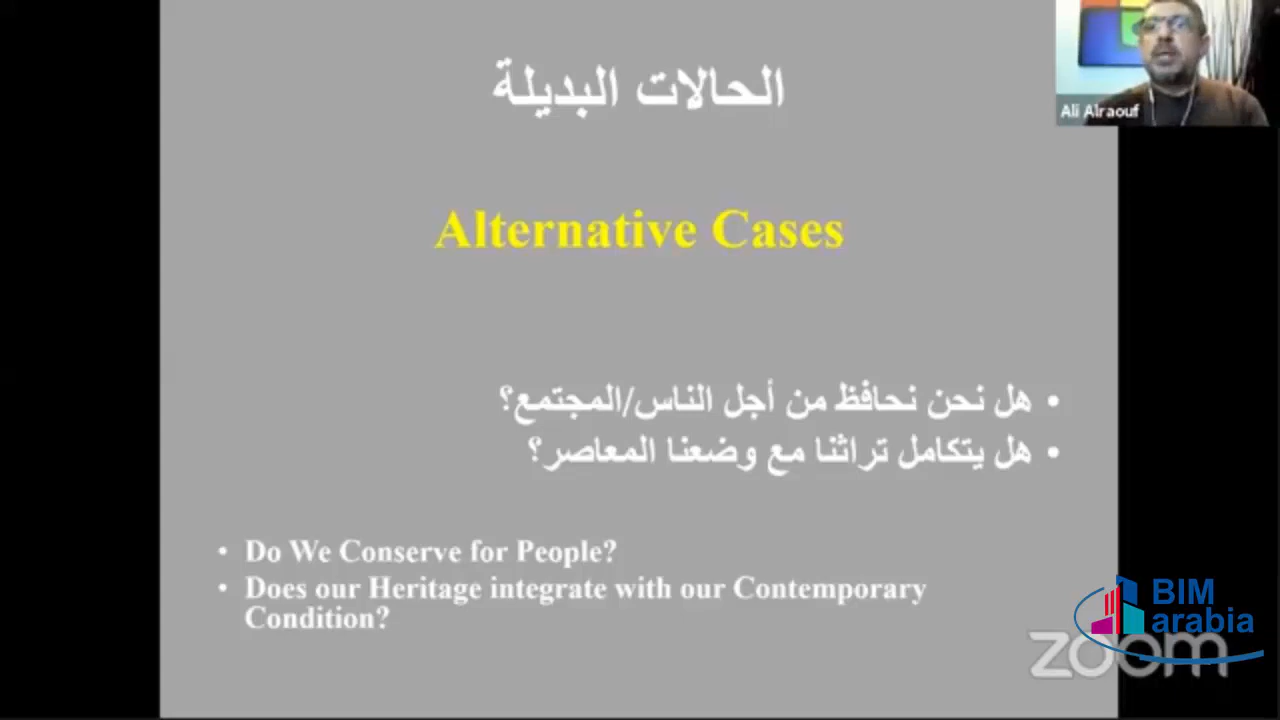 الحالات البديلة
Ali Alraouf
Alternative Cases
• هل نحن نحافظ من أجل الناس/المجتمع؟
• هل يتكامل تراثنا مع وضعنا المعاصر؟
• Do We Conserve for People?
• Does our Heritage integrate with our Contemporary
Condition?
BIM
arabia
zoom